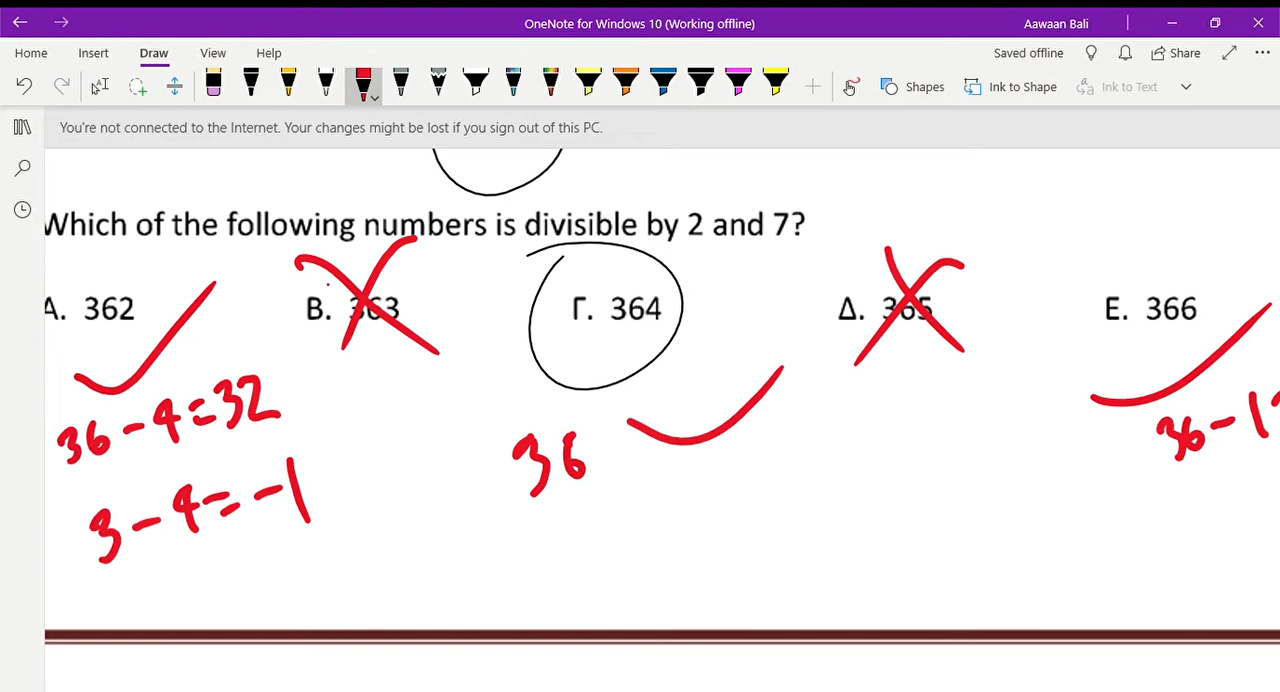 OneNote for Windows 10 (Working offline)
Aawaan Bali
Home Insert Draw View Help
Saved offline
Share
Shapes
Ink to Shape
Ink to Text
You're not connected to the Internet. Your changes might be lost if you sign out of this PC.
Which of the following numbers is divisible by 2 and 7?
A. 362 B. 363 Γ. 364 Δ. 365 E. 366
36 - 4 = 32
3 - 4 = -1
36
36 - 1